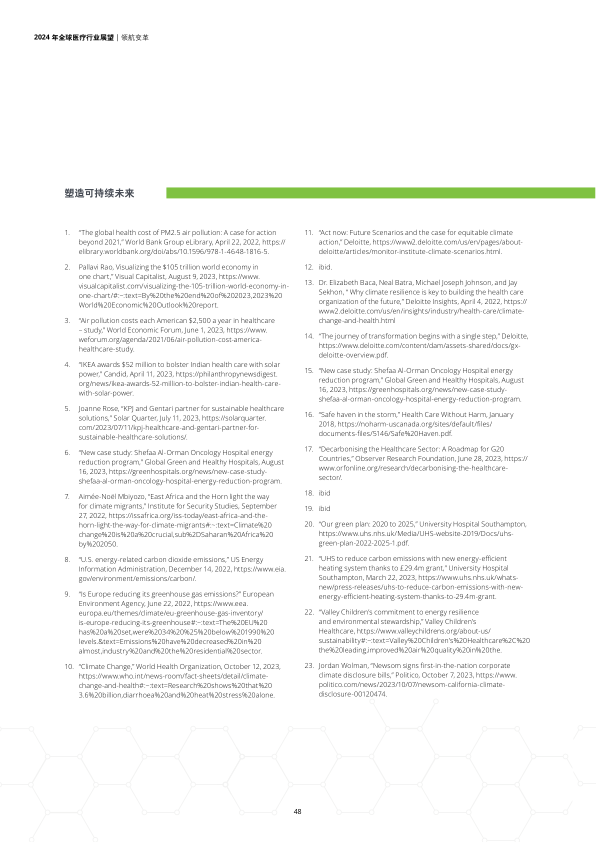 2024 年全球医疗行业展望 | 领航变革
塑造可持续未来
1. “The global health cost of PM2.5 air pollution: A case for action
beyond 2021,” World Bank Group eLibrary, April 22, 2022, https://
elibrary.worldbank.org/doi/abs/10.1596/978-1-4648-1816-5.
2. Pallavi Rao, Visualizing the $105 trillion world economy in
one chart,” Visual Capitalist, August 9, 2023, https://www.
visualcapitalist.com/visualizing-the-105-trillion-world-economy-in-
one-chart/#:~:text=By%20the%20end%20of%202023,2023%20
World%20Economic%20Outlook%20report.
3. “Air pollution costs each American $2,500 a year in healthcare
– study,” World Economic Forum, June 1, 2023, https://www.
weforum.org/agenda/2021/06/air-pollution-cost-america-
healthcare-study.
4. “IKEA awards $52 million to bolster Indian health care with solar
power,” Candid, April 11, 2023, https://philanthropynewsdigest.
org/news/ikea-awards-52-million-to-bolster-indian-health-care-
with-solar-power.
5. Joanne Rose, “KPJ and Gentari partner for sustainable healthcare
solutions,” Solar Quarter, July 11, 2023, https://solarquarter.
com/2023/07/11/kpj-healthcare-and-gentari-partner-for-
sustainable-healthcare-solutions/.
6. “New case study: Shefaa Al-Orman Oncology Hospital energy
reduction program,” Global Green and Healthy Hospitals, August
16, 2023, https://greenhospitals.org/news/new-case-study-
shefaa-al-orman-oncology-hospital-energy-reduction-program.
7. Aimée-Noël Mbiyozo, “East Africa and the Horn light the way
for climate migrants,” Institute for Security Studies, September
27, 2022, https://issafrica.org/iss-today/east-africa-and-the-
horn-light-the-way-for-climate-migrants#:~:text=Climate%20
change%20is%20a%20crucial,sub%2DSaharan%20Africa%20
by%202050.
8. “U.S. energy-related carbon dioxide emissions,” US Energy
Information Administration, December 14, 2022, https://www.eia.
gov/environment/emissions/carbon/.
9. “Is Europe reducing its greenhouse gas emissions?” European
Environment Agency, June 22, 2022, https://www.eea.
europa.eu/themes/climate/eu-greenhouse-gas-inventory/
is-europe-reducing-its-greenhouse#:~:text=The%20EU%20
has%20a%20set,were%2034%20%25%20below%201990%20
levels.&text=Emissions%20have%20decreased%20in%20
almost,industry%20and%20the%20residential%20sector.
10. “Climate Change,” World Health Organization, October 12, 2023,
https://www.who.int/news-room/fact-sheets/detail/climate-
change-and-health#:~:text=Research%20shows%20that%20
3.6%20billion,diarrhoea%20and%20heat%20stress%20alone.
11. “Act now: Future Scenarios and the case for equitable climate
action,” Deloitte, https://www2.deloitte.com/us/en/pages/about-
deloitte/articles/monitor-institute-climate-scenarios.html.
12. ibid.
13. Dr. Elizabeth Baca, Neal Batra, Michael Joseph Johnson, and Jay
Sekhon, “ Why climate resilience is key to building the health care
organization of the future,” Deloitte Insights, April 4, 2022, https://
www2.deloitte.com/us/en/insights/industry/health-care/climate-
change-and-health.html
14. “The journey of transformation begins with a single step,” Deloitte,
https://www.deloitte.com/content/dam/assets-shared/docs/gx-
deloitte-overview.pdf.
15. “New case study: Shefaa Al-Orman Oncology Hospital energy
reduction program,” Global Green and Healthy Hospitals, August
16, 2023, https://greenhospitals.org/news/new-case-study-
shefaa-al-orman-oncology-hospital-energy-reduction-program.
16. “Safe haven in the storm,” Health Care Without Harm, January
2018, https://noharm-uscanada.org/sites/default/files/
documents-files/5146/Safe%20Haven.pdf.
17. “Decarbonising the Healthcare Sector: A Roadmap for G20
Countries,” Observer Research Foundation, June 28, 2023, https://
www.orfonline.org/research/decarbonising-the-healthcare-
sector/.
18. ibid
19. ibid
20. “Our green plan: 2020 to 2025,” University Hospital Southampton,
https://www.uhs.nhs.uk/Media/UHS-website-2019/Docs/uhs-
green-plan-2022-2025-1.pdf.
21. “UHS to reduce carbon emissions with new energy-efficient
heating system thanks to £29.4m grant,” University Hospital
Southampton, March 22, 2023, https://www.uhs.nhs.uk/whats-
new/press-releases/uhs-to-reduce-carbon-emissions-with-new-
energy-efficient-heating-system-thanks-to-29.4m-grant.
22. “Valley Children’s commitment to energy resilience
and environmental stewardship,” Valley Children’s
Healthcare, https://www.valleychildrens.org/about-us/
sustainability#:~:text=Valley%20Children’s%20Healthcare%2C%20
the%20leading,improved%20air%20quality%20in%20the.
23. Jordan Wolman, “Newsom signs first-in-the-nation corporate
climate disclosure bills,” Politico, October 7, 2023, https://www.
politico.com/news/2023/10/07/newsom-california-climate-
disclosure-00120474.
48